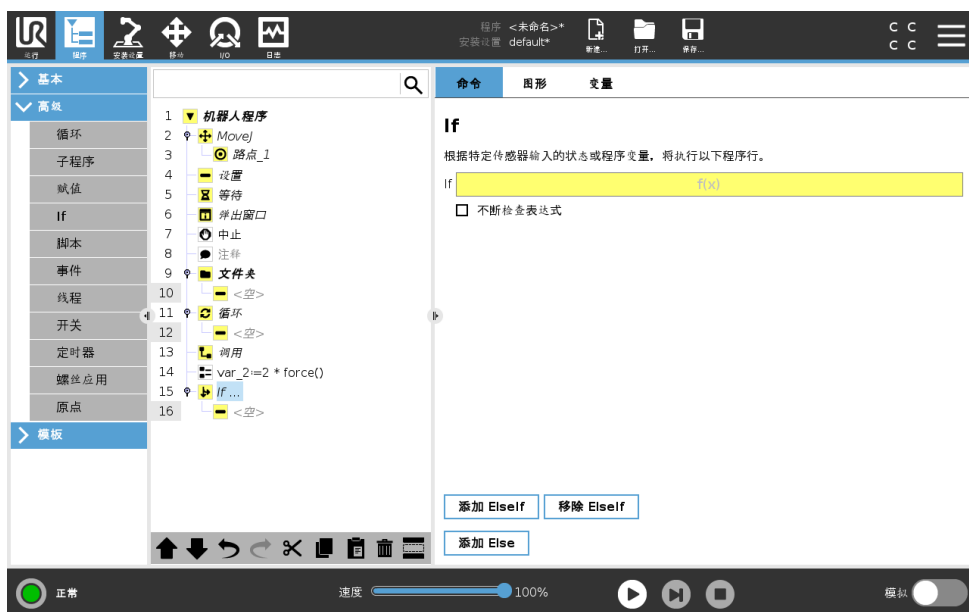 UR
运行
程序
安装设置
移动
I/O
日志
程序 <未命名>*
安装设置 default*
新建...
打开...
保存...
C C
C C
基本
高级
循环
子程序
赋值
If
脚本
事件
线程
开关
定时器
螺丝应用
原点
模板
1 机器人程序
2 MoveJ
3 路点_1
4 设置
5 等待
6 弹出窗口
7 中止
8 注释
9 文件夹
10 <空>
11 循环
12 <空>
13 调用
14 var_2≔2 * force()
15 If ...
16 <空>
命令 图形 变量
If
根据特定传感器输入的状态或程序变量，将执行以下程序行。
If f(x)
不断检查表达式
添加 ElseIf 移除 ElseIf
添加 Else
正常
速度 100%
模拟